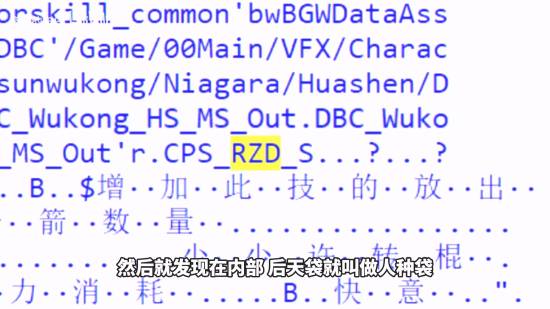 orskill_common'bwBGWDataAss
DBC'/Game/00Main/VFX/Charac
sunwukong/Niagara/Huashen/D
C_Wukong_HS_MS_Out.DBC_Wuko
_MS_Out'r.CPS_RZD_S...?...?
..B..$增··加··此··技··的··放··出··
··箭··数··量··................
少··许··转··棍··
然后就发现在内部 后天袋就叫做人种袋
·力··消··耗··......B..快··意··..".